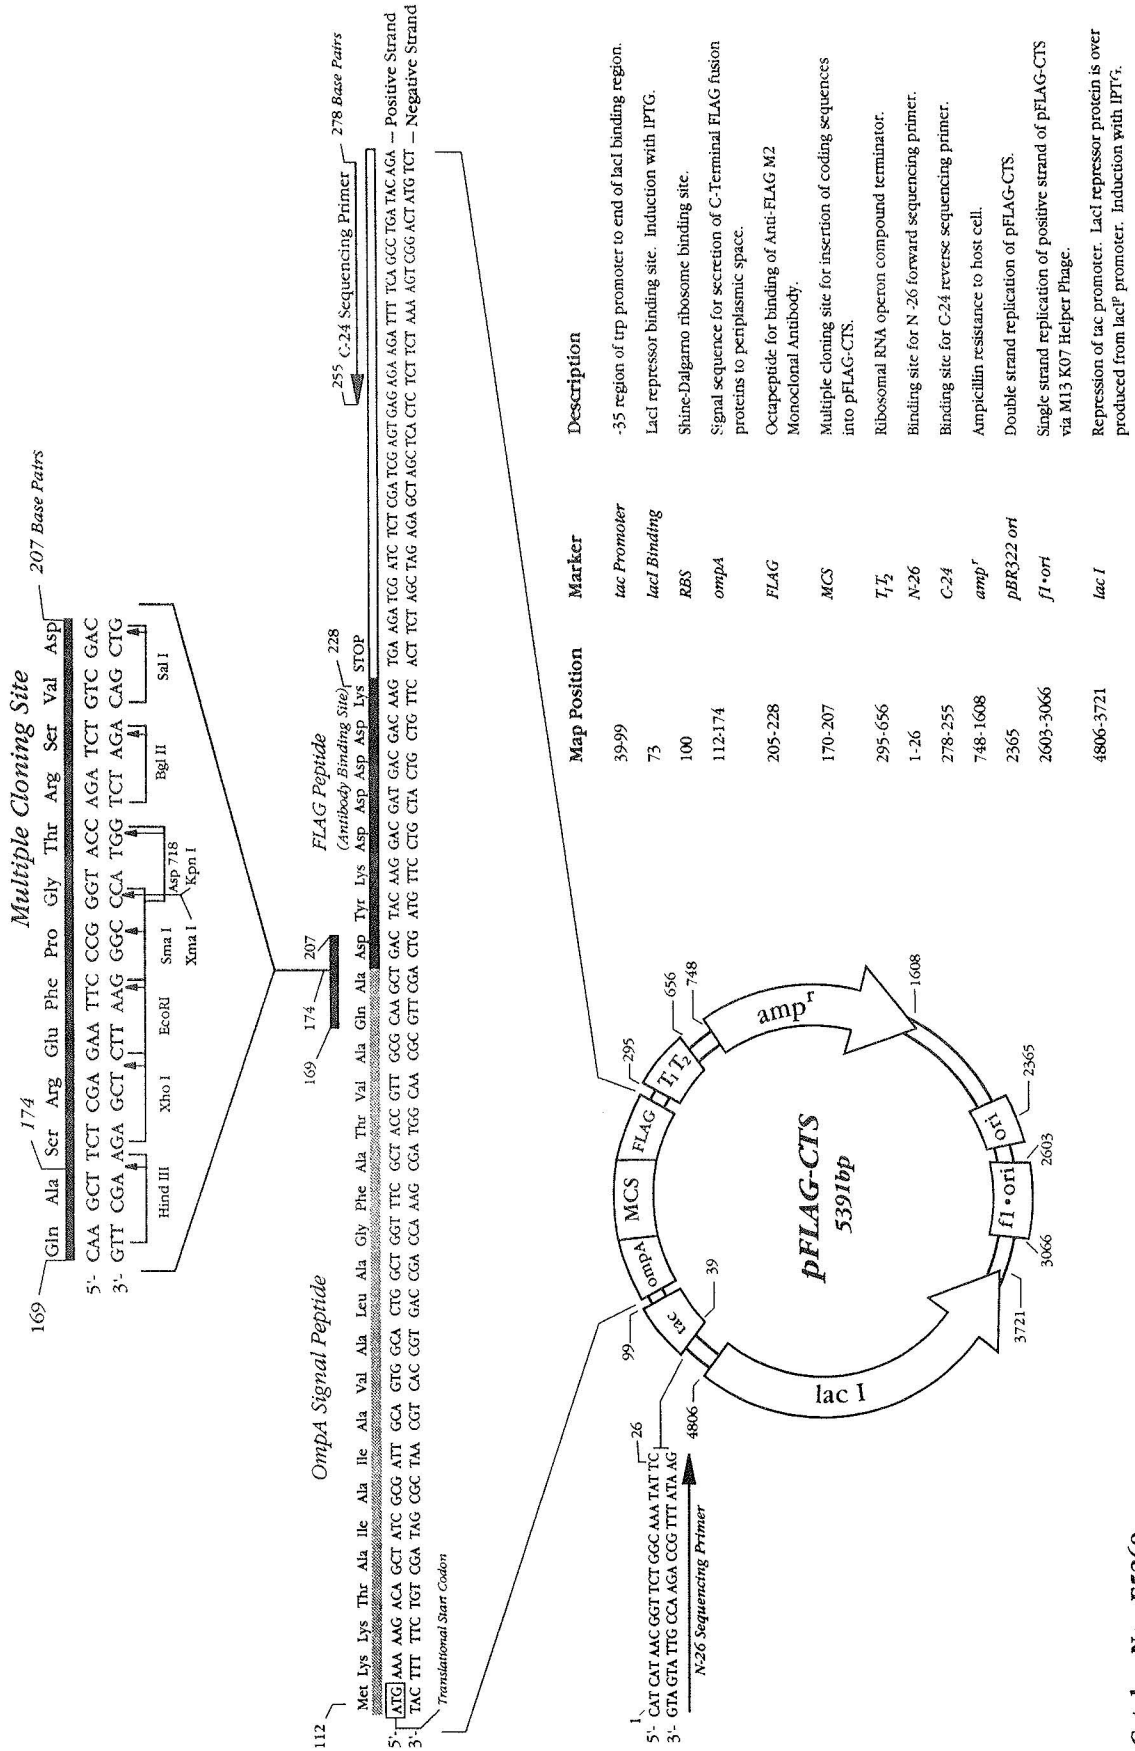 Multiple Cloning Site
169 174 207 Base Pairs
Gln Ala Ser Arg Glu Phe Pro Gly Thr Arg Ser Val Asp
5'- CAA GCT TCT CGA GAA TTC CCG GGT ACC AGA TCT GTC GAC
3'- GTT CGA AGA GCT CTT AAG GGC CCA TGG TCT AGA CAG CTG
Hind III Xho I EcoRI Sma I Asp 718 Bgl II Sal I
Xma I Kpn I
169 174 207
OmpA Signal Peptide
FLAG Peptide
(Antibody Binding Site)
112 228 255 C-24 Sequencing Primer 278 Base Pairs
Met Lys Lys Thr Ala Ile Ala Ile Ala Val Ala Leu Ala Gly Phe Ala Thr Val Ala Gln Ala Asp Tyr Lys Asp Asp Asp Asp Lys STOP
5'- ATG AAA AAG ACA GCT ATC GCG ATT GCA GTG GCA CTG GCT GGT TTC GCT ACC GTT GCG CAA GCT GAC TAC AAG GAC GAT GAC GAC AAG TGA AGA TCG ATC TCT CGA TCG AGT GAG AGA AGA TTT TCA GCC TGA TAC AGA — Positive Strand
3'- TAC TTT TTC TGT CGA TAG CGC TAA CGT CAC CGT GAC CGA CCA AAG CGA TGG CAA CGC GTT CGA CTG ATG TTC CTG CTA CTG CTG TTC ACT TCT AGC TAG AGA GCT AGC TCA CTC TCT TCT AAA AGT CGG ACT ATG TCT — Negative Strand
Translational Start Codon
1 26
5'- CAT CAT AAC GGT TCT GGC AAA TAT TC
3'- GTA GTA TTG CCA AGA CCG TTT ATA AG
N-26 Sequencing Primer
pFLAG-CTS
5391bp
tac
ompA
MCS
FLAG
T1 T2
amp r
ori
f1•ori
lac I
39
99
295
656
748
1608
2365
2603
3066
3721
4806
Map Position Marker Description
39-99 tac Promoter -35 region of trp promoter to end of lacI binding region.
73 lacI Binding LacI repressor binding site. Induction with IPTG.
100 RBS Shine-Dalgarno ribosome binding site.
112-174 ompA Signal sequence for secretion of C-Terminal FLAG fusion
proteins to periplasmic space.
205-228 FLAG Octapeptide for binding of Anti-FLAG M2
Monoclonal Antibody.
170-207 MCS Multiple cloning site for insertion of coding sequences
into pFLAG-CTS.
295-656 T1T2 Ribosomal RNA operon compound terminator.
1-26 N-26 Binding site for N-26 forward sequencing primer.
278-255 C-24 Binding site for C-24 reverse sequencing primer.
748-1608 amp r Ampicillin resistance to host cell.
2365 pBR322 ori Double strand replication of pFLAG-CTS.
2603-3066 f1•ori Single strand replication of positive strand of pFLAG-CTS
via M13 K07 Helper Phage.
4806-3721 lac I Repression of tac promoter. LacI repressor protein is over
produced from lacIP promoter. Induction with IPTG.